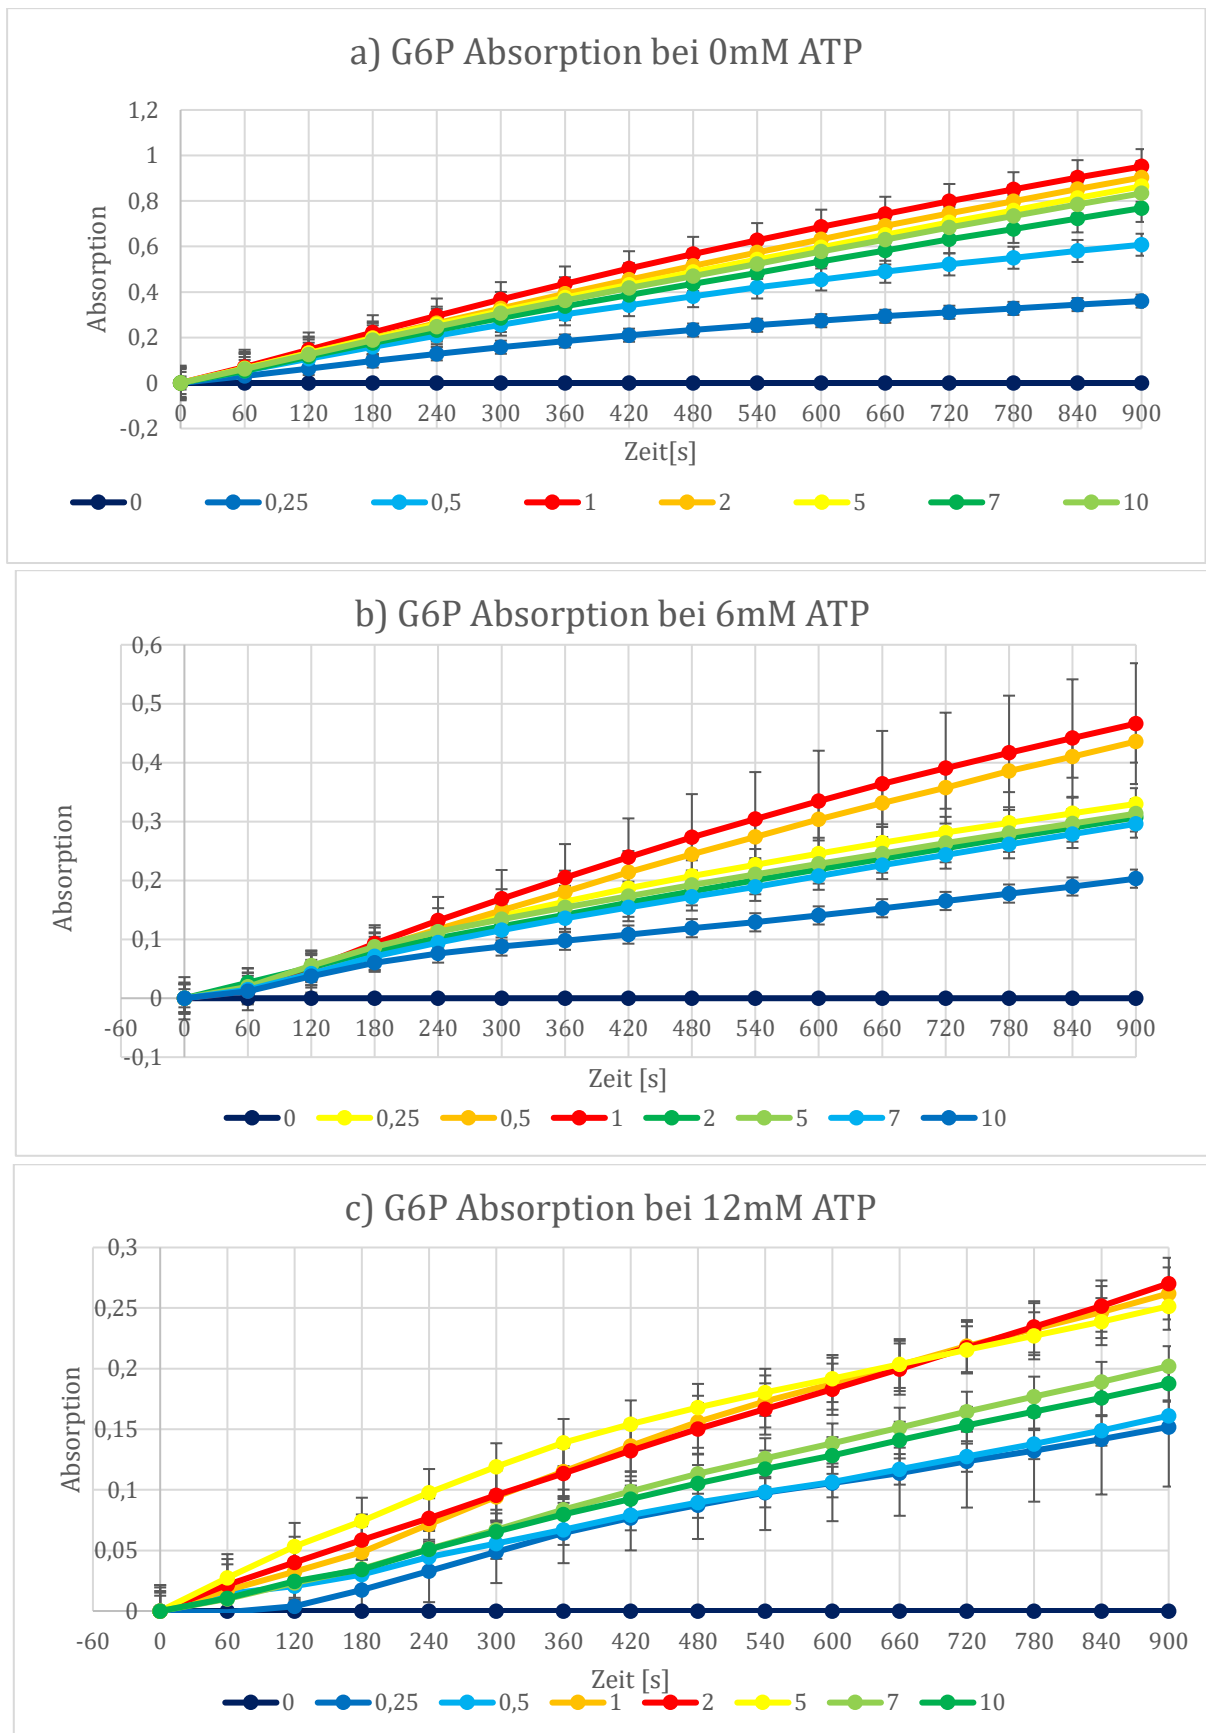 a) G6P Absorption bei 0mM ATP
1,2
1
0,8
0,6
0,4
0,2
0
-0,2
Absorption
0 60 120 180 240 300 360 420 480 540 600 660 720 780 840 900
Zeit[s]
0 0,25 0,5 1 2 5 7 10
b) G6P Absorption bei 6mM ATP
0,6
0,5
0,4
0,3
0,2
0,1
0
-0,1
Absorption
-60 0 60 120 180 240 300 360 420 480 540 600 660 720 780 840 900
Zeit [s]
0 0,25 0,5 1 2 5 7 10
c) G6P Absorption bei 12mM ATP
0,3
0,25
0,2
0,15
0,1
0,05
0
Absorption
-60 0 60 120 180 240 300 360 420 480 540 600 660 720 780 840 900
Zeit [s]
0 0,25 0,5 1 2 5 7 10